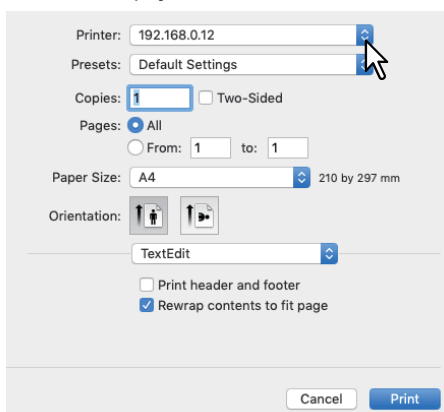 Printer: 192.168.0.12
Presets: Default Settings
Copies: 1 Two-Sided
Pages: All
From: 1 to: 1
Paper Size: A4 210 by 297 mm
Orientation:
TextEdit
Print header and footer
Rewrap contents to fit page
Cancel Print